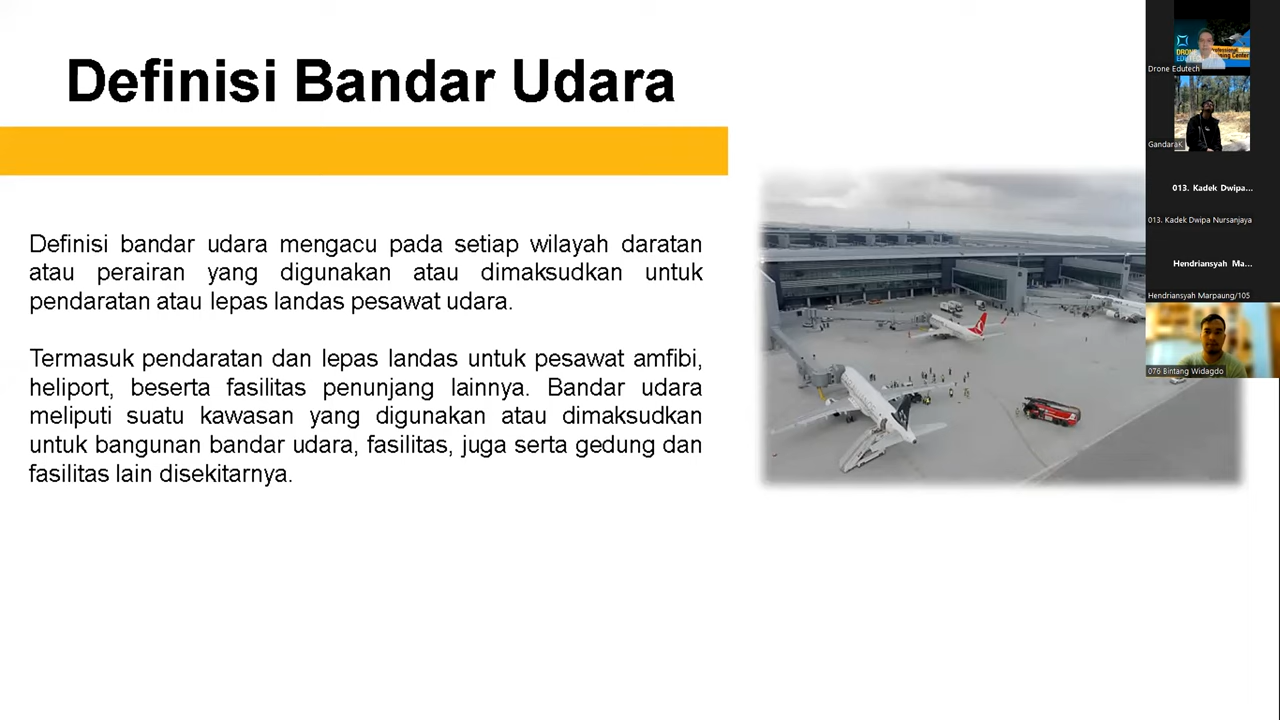 Definisi Bandar Udara
Definisi bandar udara mengacu pada setiap wilayah daratan
atau perairan yang digunakan atau dimaksudkan untuk
pendaratan atau lepas landas pesawat udara.
Termasuk pendaratan dan lepas landas untuk pesawat amfibi,
heliport, beserta fasilitas penunjang lainnya. Bandar udara
meliputi suatu kawasan yang digunakan atau dimaksudkan
untuk bangunan bandar udara, fasilitas, juga serta gedung dan
fasilitas lain disekitarnya.
Drone Edutech
GandaraK
013. Kadek Dwipa...
013. Kadek Dwipa Nursanjaya
Hendriansyah Ma...
Hendriansyah Marpaung/105
076 Bintang Widagdo